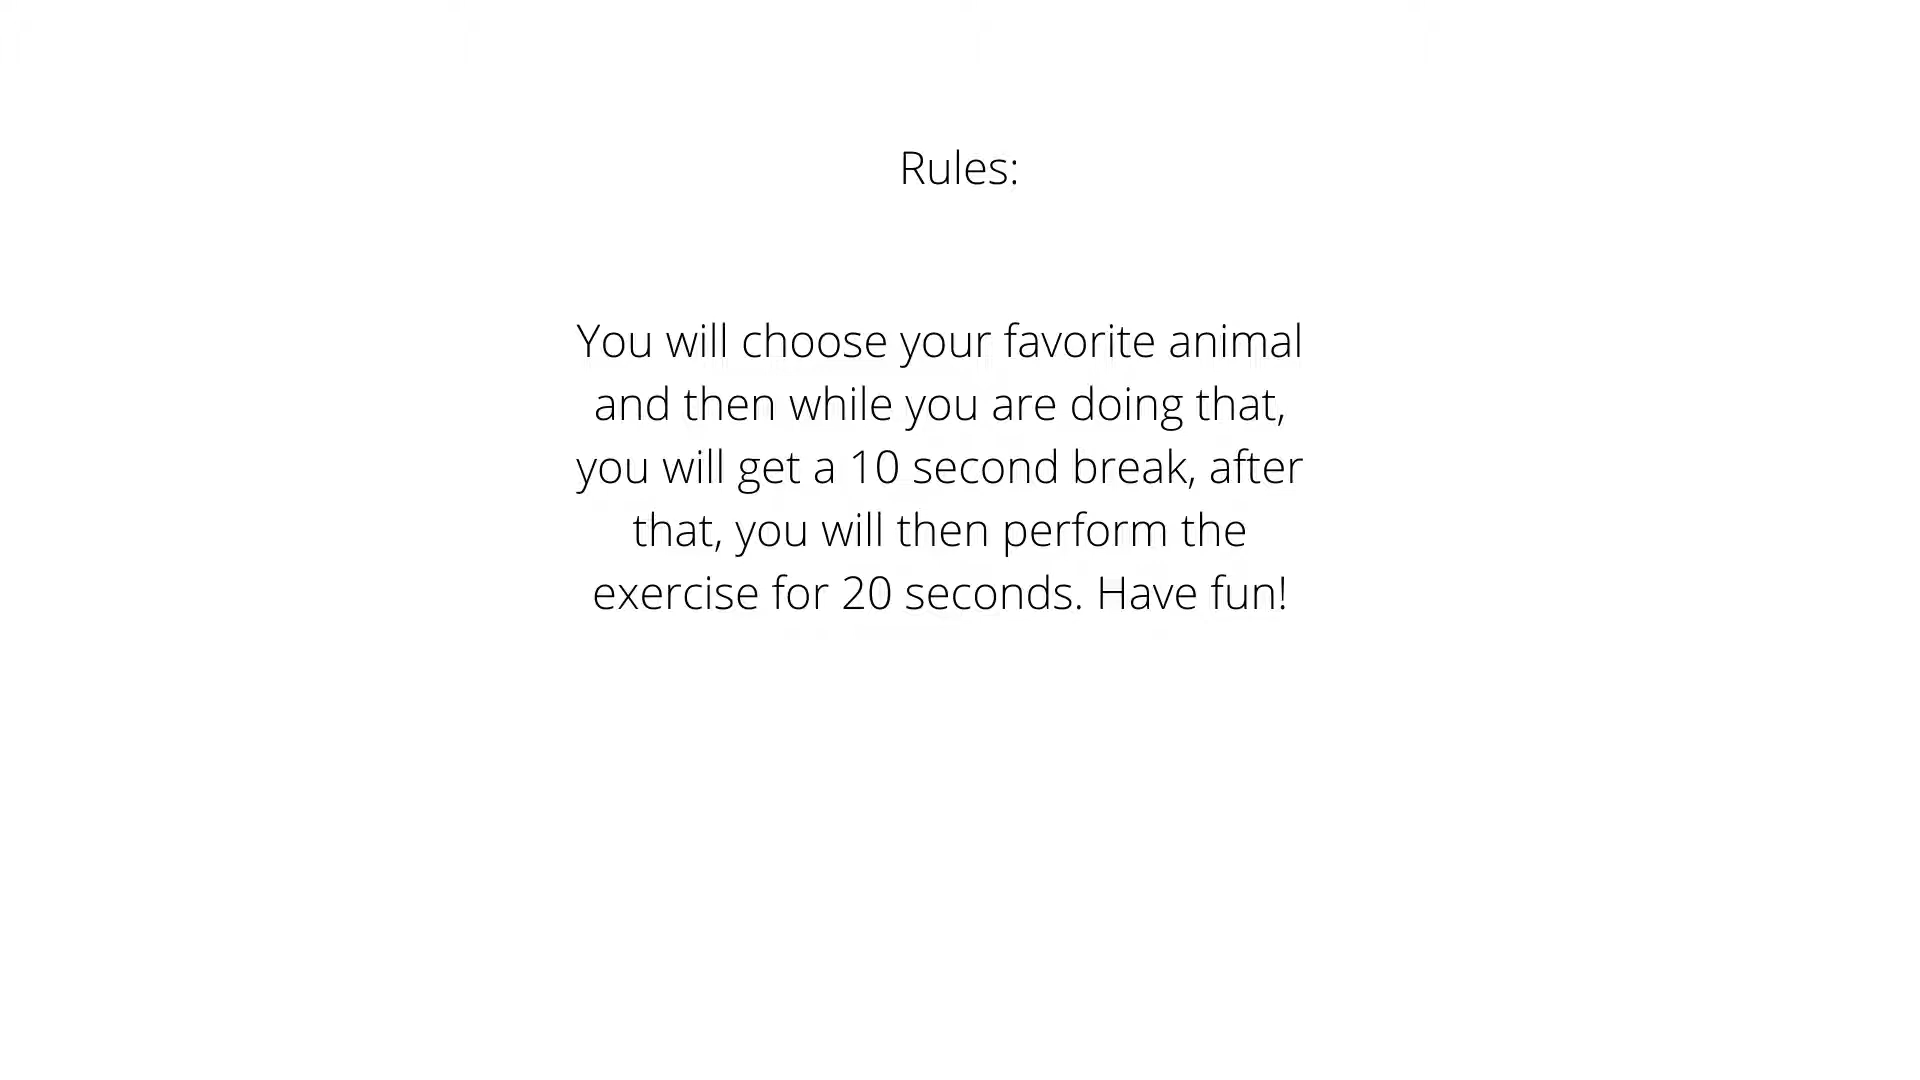 Rules:
You will choose your favorite animal
and then while you are doing that,
you will get a 10 second break, after
that, you will then perform the
exercise for 20 seconds. Have fun!